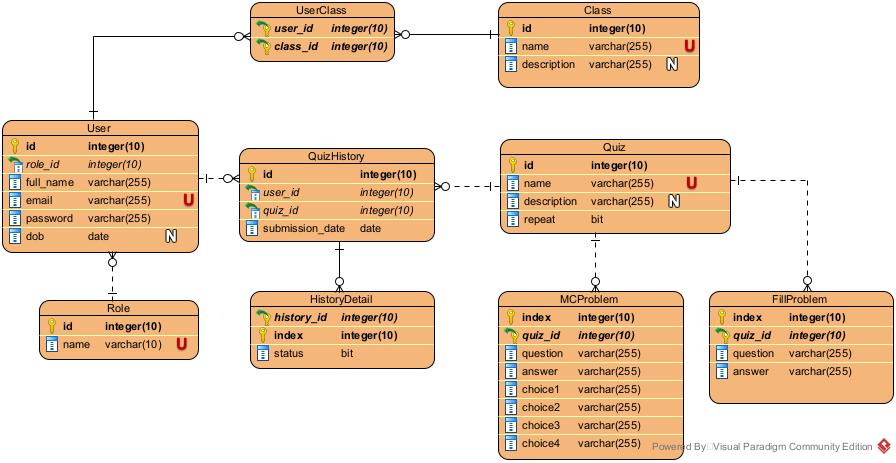 UserClass
user_id integer(10)
class_id integer(10)
Class
id integer(10)
name varchar(255) U
description varchar(255) N
User
id integer(10)
role_id integer(10)
full_name varchar(255)
email varchar(255) U
password varchar(255)
dob date N
QuizHistory
id integer(10)
user_id integer(10)
quiz_id integer(10)
submission_date date
Quiz
id integer(10)
name varchar(255) U
description varchar(255) N
repeat bit
Role
id integer(10)
name varchar(10) U
HistoryDetail
history_id integer(10)
index integer(10)
status bit
MCProblem
index integer(10)
quiz_id integer(10)
question varchar(255)
answer varchar(255)
choice1 varchar(255)
choice2 varchar(255)
choice3 varchar(255)
choice4 varchar(255)
FillProblem
index integer(10)
quiz_id integer(10)
question varchar(255)
answer varchar(255)
Powered By Visual Paradigm Community Edition